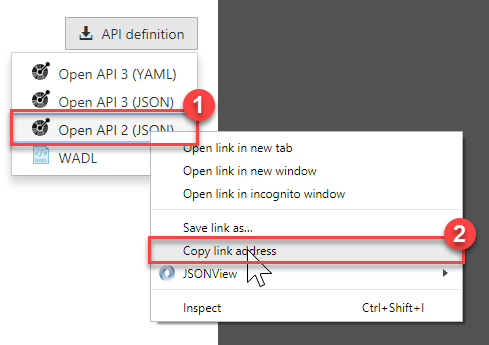 API definition
Open API 3 (YAML)
Open API 3 (JSON)
1
Open API 2 (JSON)
WADL
Open link in new tab
Open link in new window
Open link in incognito window
Save link as...
2
Copy link address
JSONView
Inspect Ctrl+Shift+I